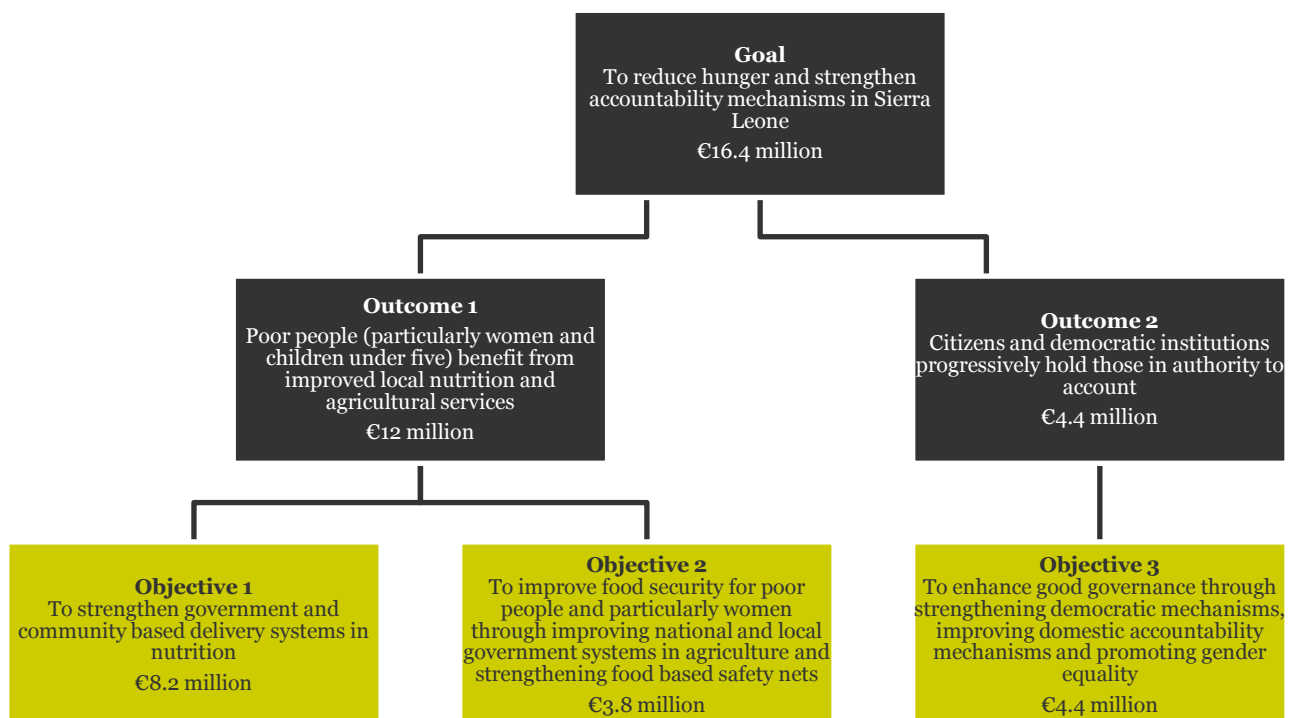 Goal
To reduce hunger and strengthen
accountability mechanisms in Sierra
Leone
€16.4 million
Outcome 1
Poor people (particularly women and
children under five) benefit from
improved local nutrition and
agricultural services
€12 million
Outcome 2
Citizens and democratic institutions
progressively hold those in authority to
account
€4.4 million
Objective 1
To strengthen government and
community based delivery systems in
nutrition
€8.2 million
Objective 2
To improve food security for poor
people and particularly women
through improving national and local
government systems in agriculture and
strengthening food based safety nets
€3.8 million
Objective 3
To enhance good governance through
strengthening democratic mechanisms,
improving domestic accountability
mechanisms and promoting gender
equality
€4.4 million